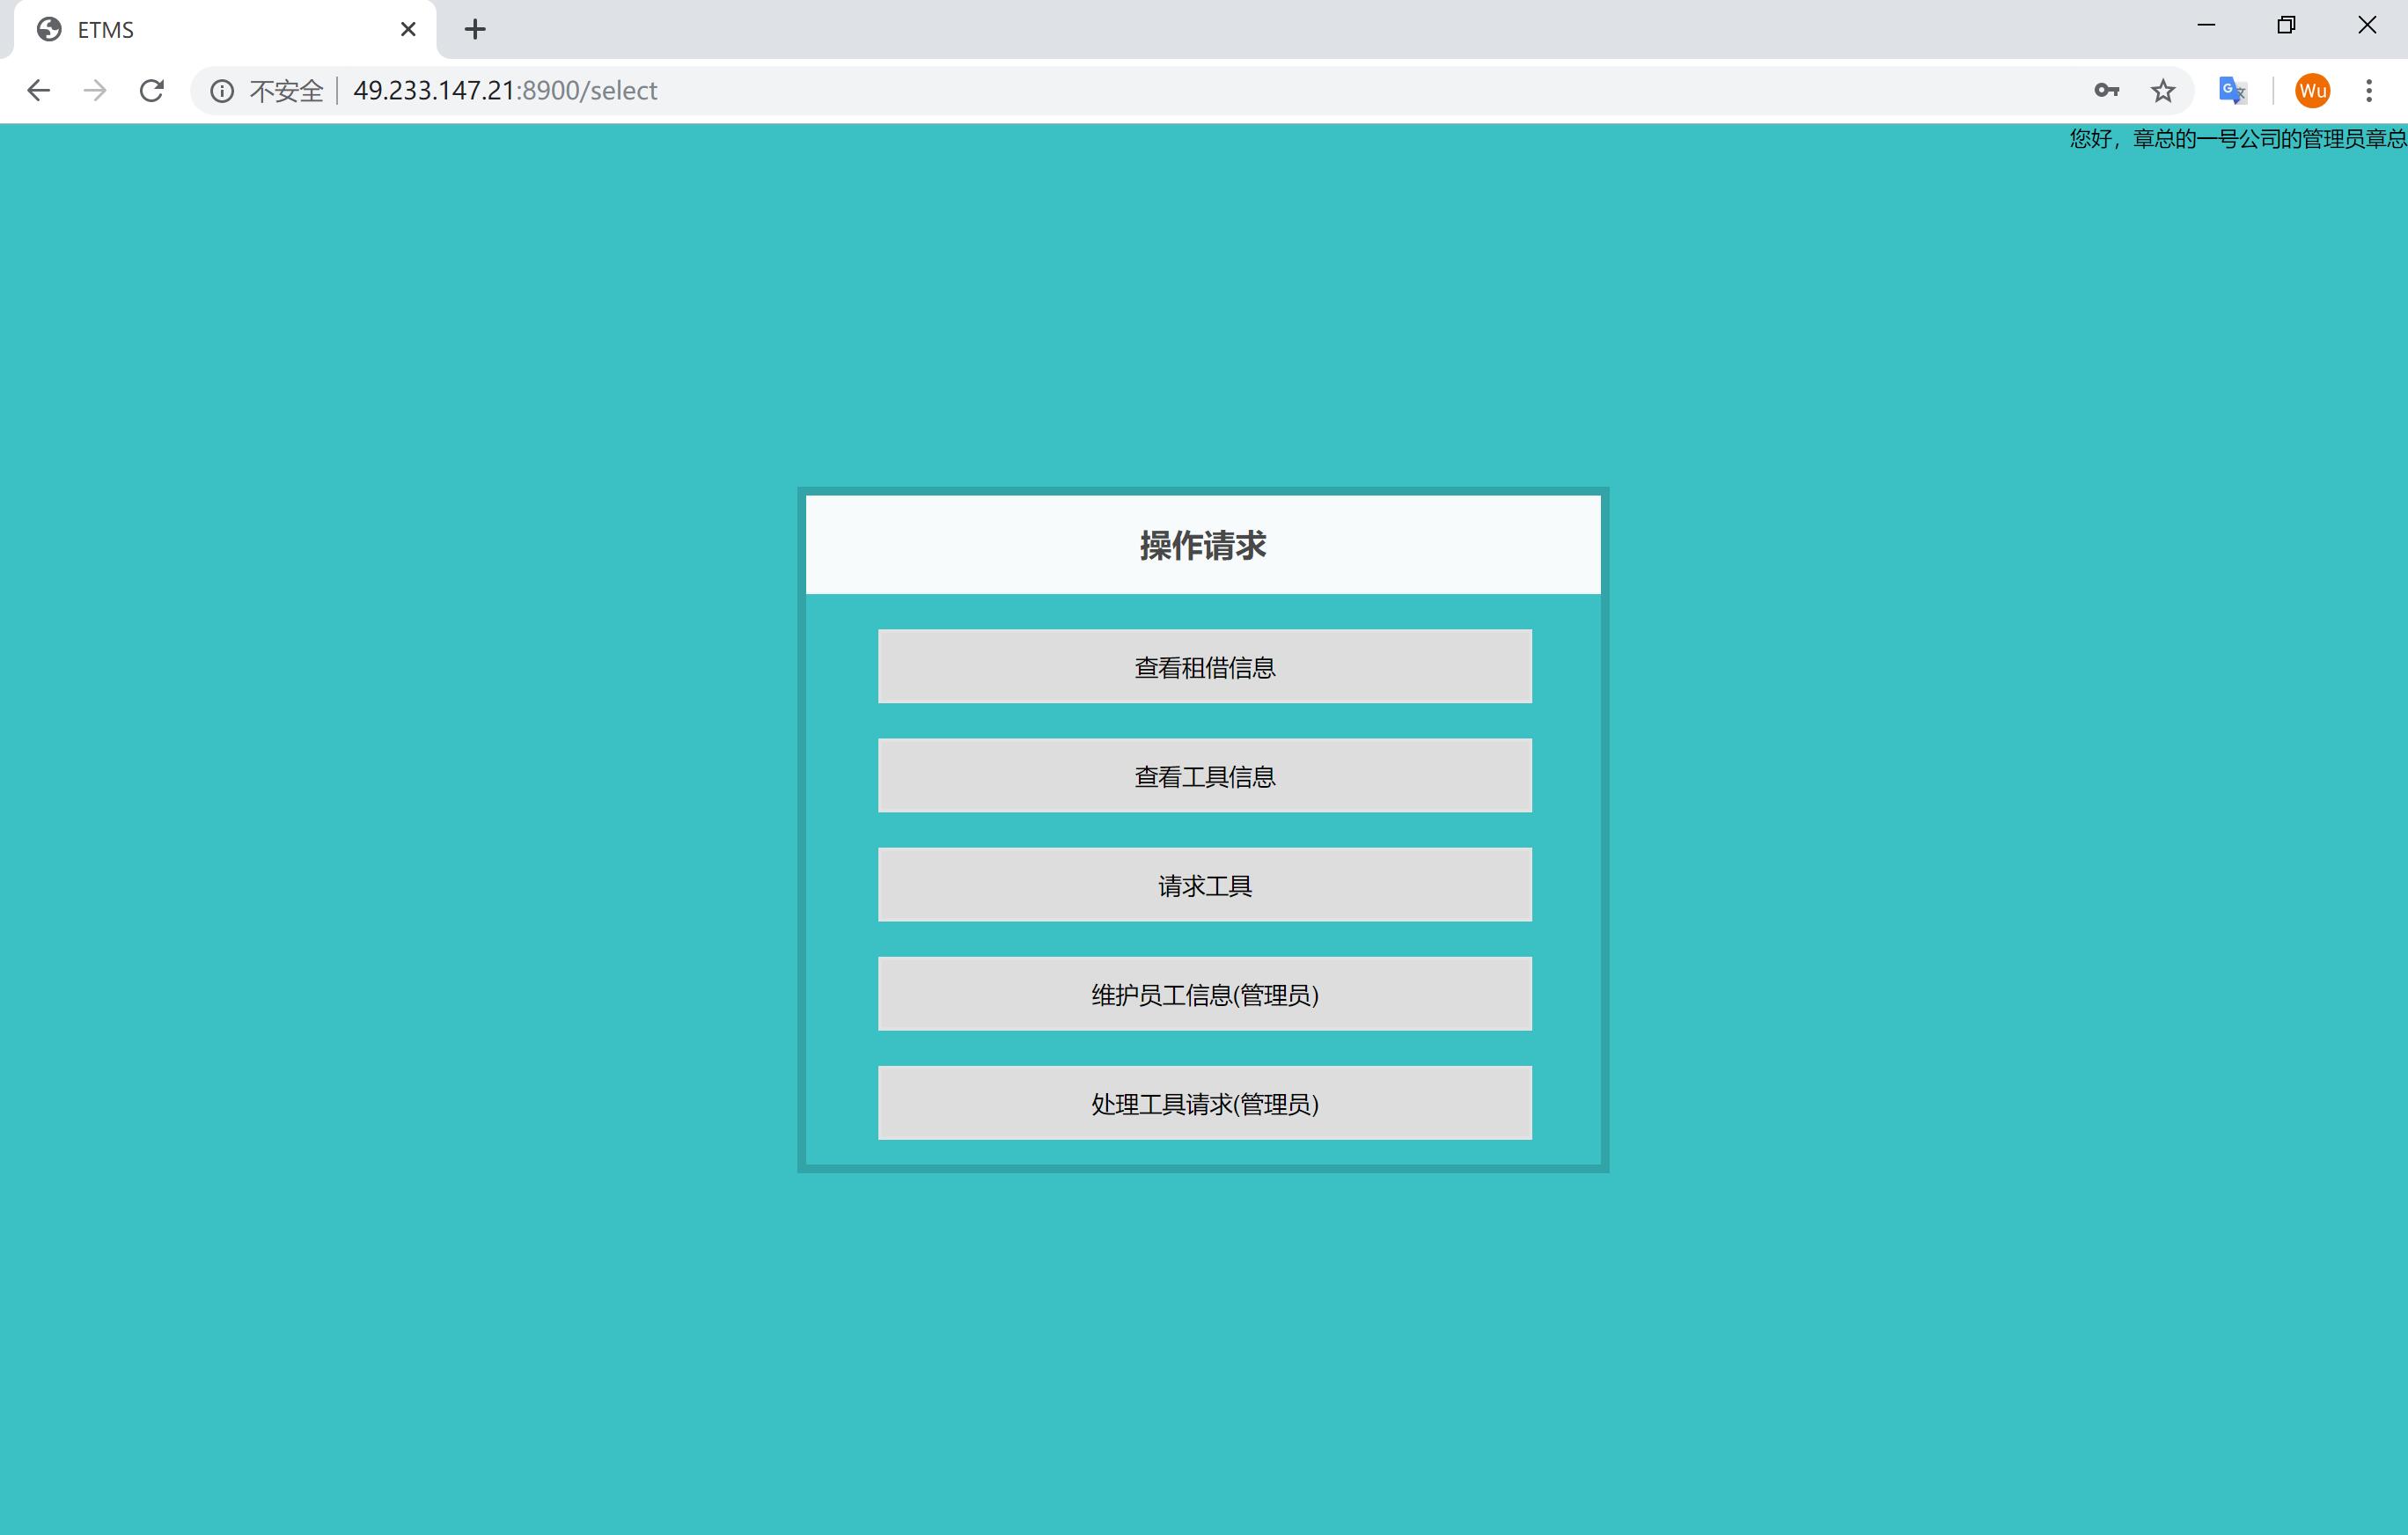 ETMS
不安全
49.233.147.21:8900/select
Wu
您好，章总的一号公司的管理员章总
操作请求
查看租借信息
查看工具信息
请求工具
维护员工信息(管理员)
处理工具请求(管理员)